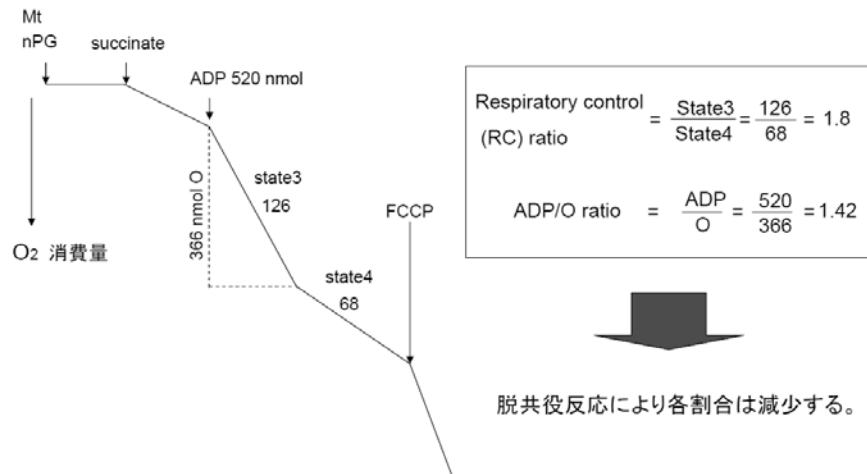 Mt
nPG
succinate
ADP 520 nmol
366 nmol O
state3
126
FCCP
state4
68
O₂ 消費量
Respiratory control
(RC) ratio
= State3/State4 = 126/68 = 1.8
ADP/O ratio = ADP/O = 520/366 = 1.42
脱共役反応により各割合は減少する。